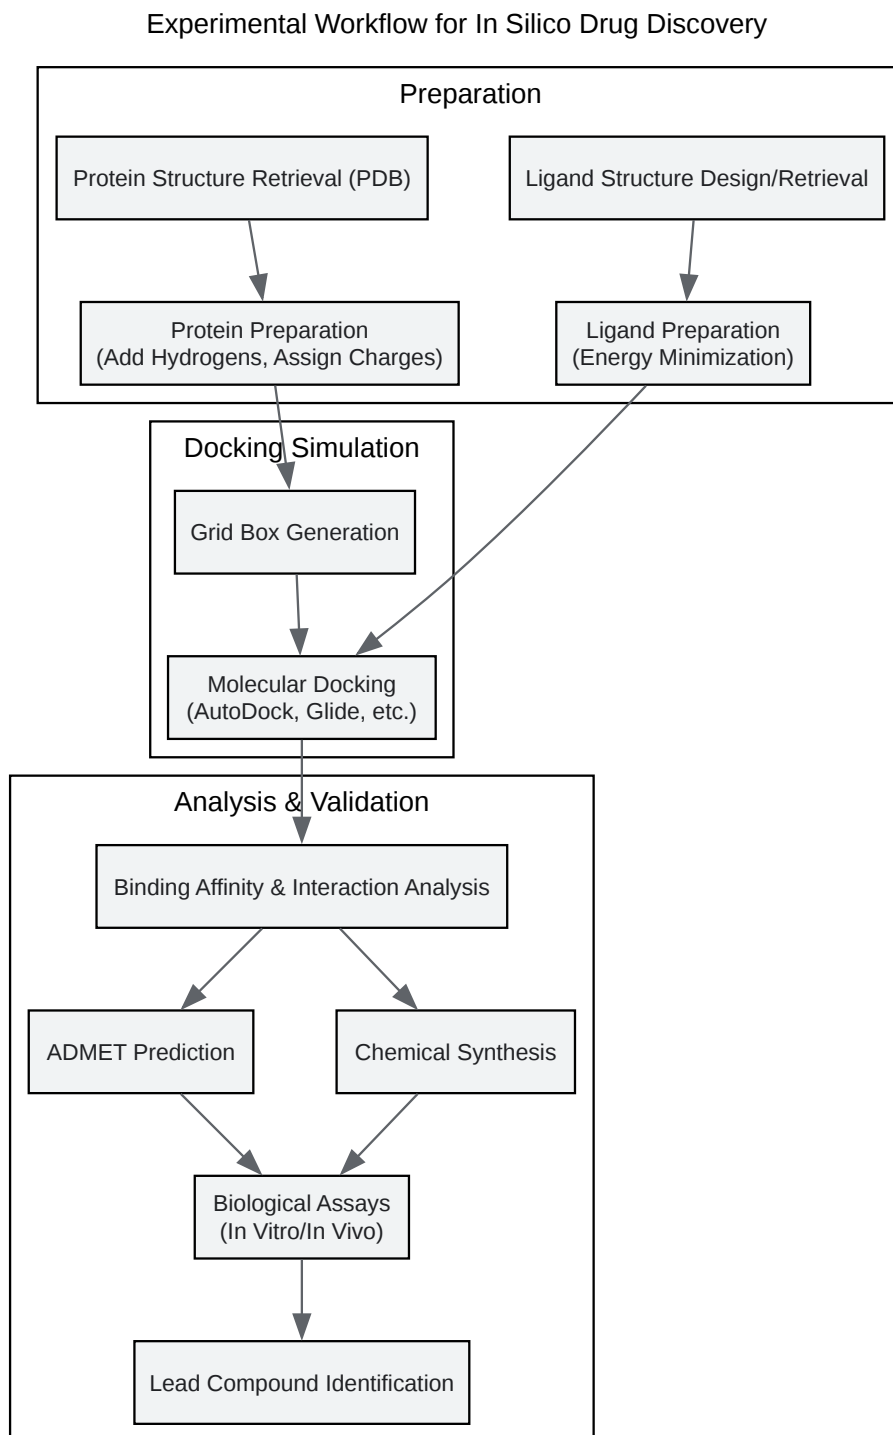 Experimental Workflow for In Silico Drug Discovery
Preparation
Protein Structure Retrieval (PDB)
Ligand Structure Design/Retrieval
Protein Preparation
(Add Hydrogens, Assign Charges)
Ligand Preparation
(Energy Minimization)
Docking Simulation
Grid Box Generation
Molecular Docking
(AutoDock, Glide, etc.)
Analysis & Validation
Binding Affinity & Interaction Analysis
ADMET Prediction
Chemical Synthesis
Biological Assays
(In Vitro/In Vivo)
Lead Compound Identification